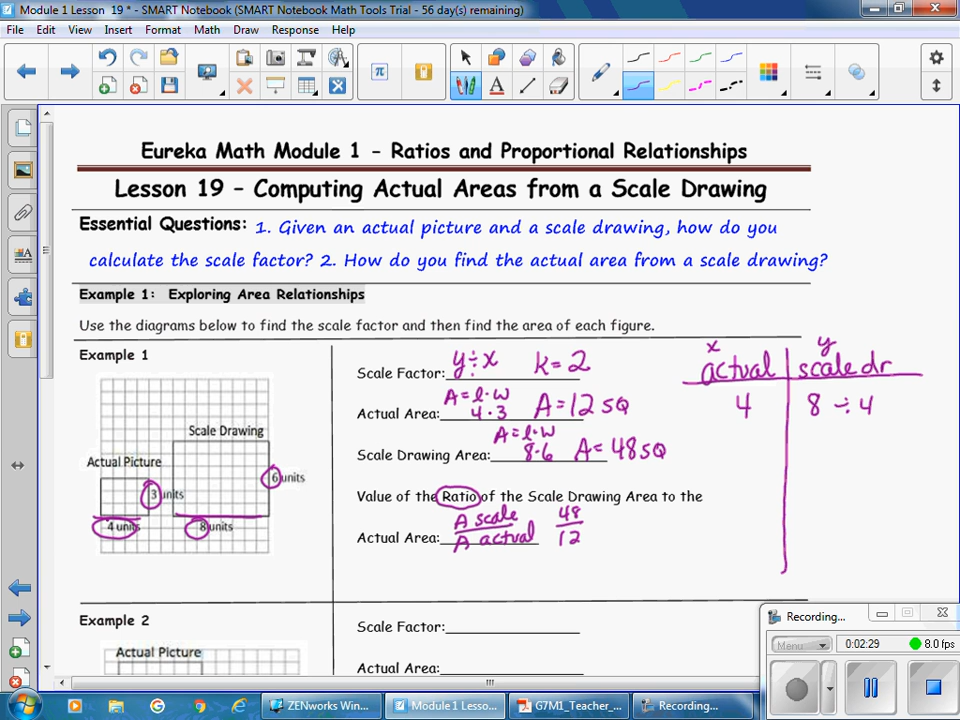 Module 1 Lesson 19 * - SMART Notebook (SMART Notebook Math Tools Trial - 56 day(s) remaining)
File Edit View Insert Format Math Draw Response Help
Eureka Math Module 1 - Ratios and Proportional Relationships
Lesson 19 - Computing Actual Areas from a Scale Drawing
Essential Questions: 1. Given an actual picture and a scale drawing, how do you
calculate the scale factor? 2. How do you find the actual area from a scale drawing?
Example 1: Exploring Area Relationships
Use the diagrams below to find the scale factor and then find the area of each figure.
Example 1
Scale Drawing
Actual Picture
3 units
6 units
4 units
8 units
Scale Factor: y÷x k=2
A=l·w
Actual Area: 4·3 A=12 sq
A=l·w
Scale Drawing Area: 8·6 A=48 sq
Value of the Ratio of the Scale Drawing Area to the
A scale 48
Actual Area: A actual 12
x y
actual scale dr
4 8 ÷ 4
Example 2
Actual Picture
Scale Factor:
Actual Area:
Recording...
Menu
0:02:29 8.0 fps
ZENworks Win... Module 1 Lesso... G7M1_Teacher_... Recording...